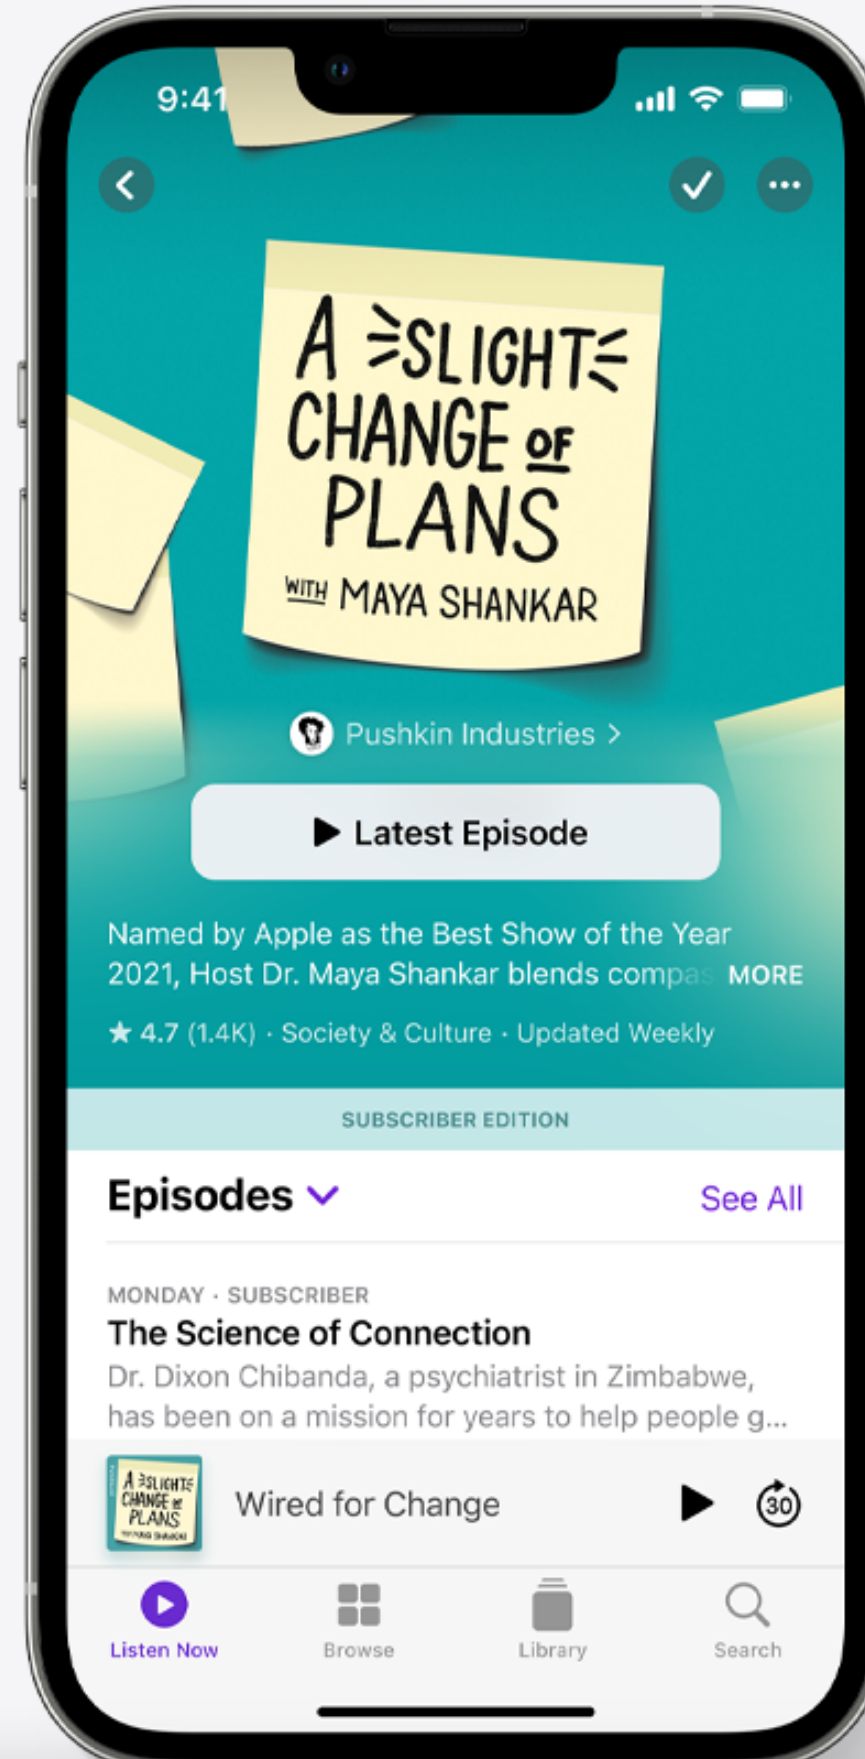 9:41
A SLIGHT
CHANGE OF
PLANS
WITH MAYA SHANKAR
Pushkin Industries
Latest Episode
Named by Apple as the Best Show of the Year
2021, Host Dr. Maya Shankar blends compas MORE
4.7 (1.4K) · Society & Culture · Updated Weekly
SUBSCRIBER EDITION
Episodes
See All
MONDAY · SUBSCRIBER
The Science of Connection
Dr. Dixon Chibanda, a psychiatrist in Zimbabwe,
has been on a mission for years to help people g...
A SLIGHT
CHANGE OF
PLANS
WITH MAYA SHANKAR
Wired for Change
30
Listen Now
Browse
Library
Search